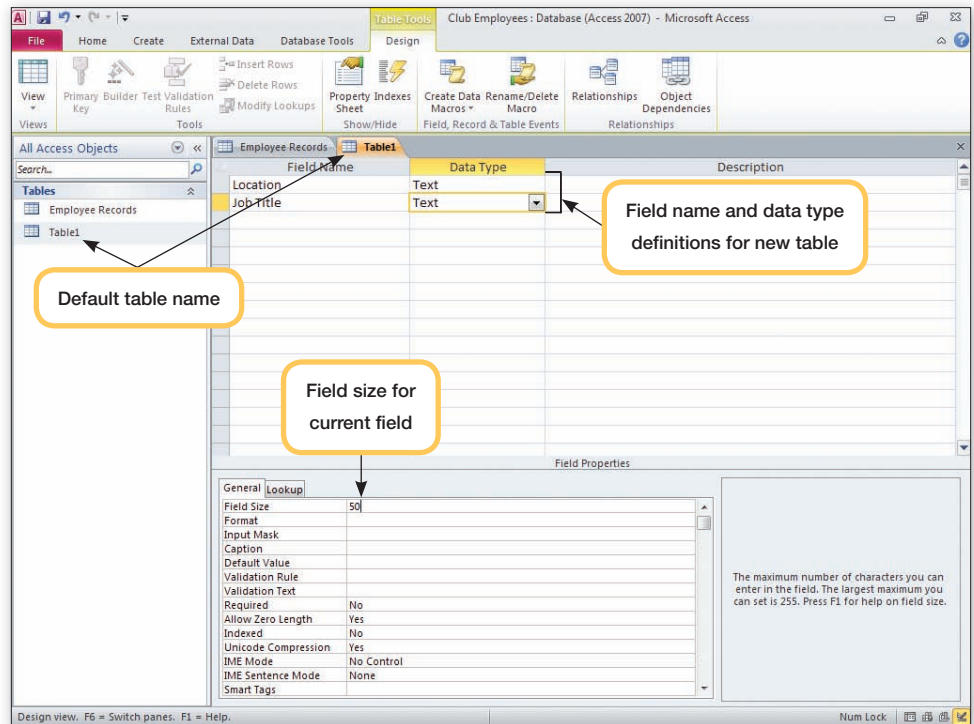 A
Table Tools
Club Employees : Database (Access 2007) - Microsoft Access
File Home Create External Data Database Tools Design
View
Primary Key
Builder
Test Validation Rules
Insert Rows
Delete Rows
Modify Lookups
Property Sheet
Indexes
Create Data Macros
Rename/Delete Macro
Relationships
Object Dependencies
Views
Tools
Show/Hide
Field, Record & Table Events
Relationships
All Access Objects
Search...
Tables
Employee Records
Table1
Employee Records Table1
Field Name Data Type Description
Location Text
Job Title Text
Field name and data type
definitions for new table
Default table name
Field size for
current field
Field Properties
General Lookup
Field Size 50
Format
Input Mask
Caption
Default Value
Validation Rule
Validation Text
Required No
Allow Zero Length Yes
Indexed No
Unicode Compression Yes
IME Mode No Control
IME Sentence Mode None
Smart Tags
The maximum number of characters you can
enter in the field. The largest maximum you
can set is 255. Press F1 for help on field size.
Design view. F6 = Switch panes. F1 = Help.
Num Lock